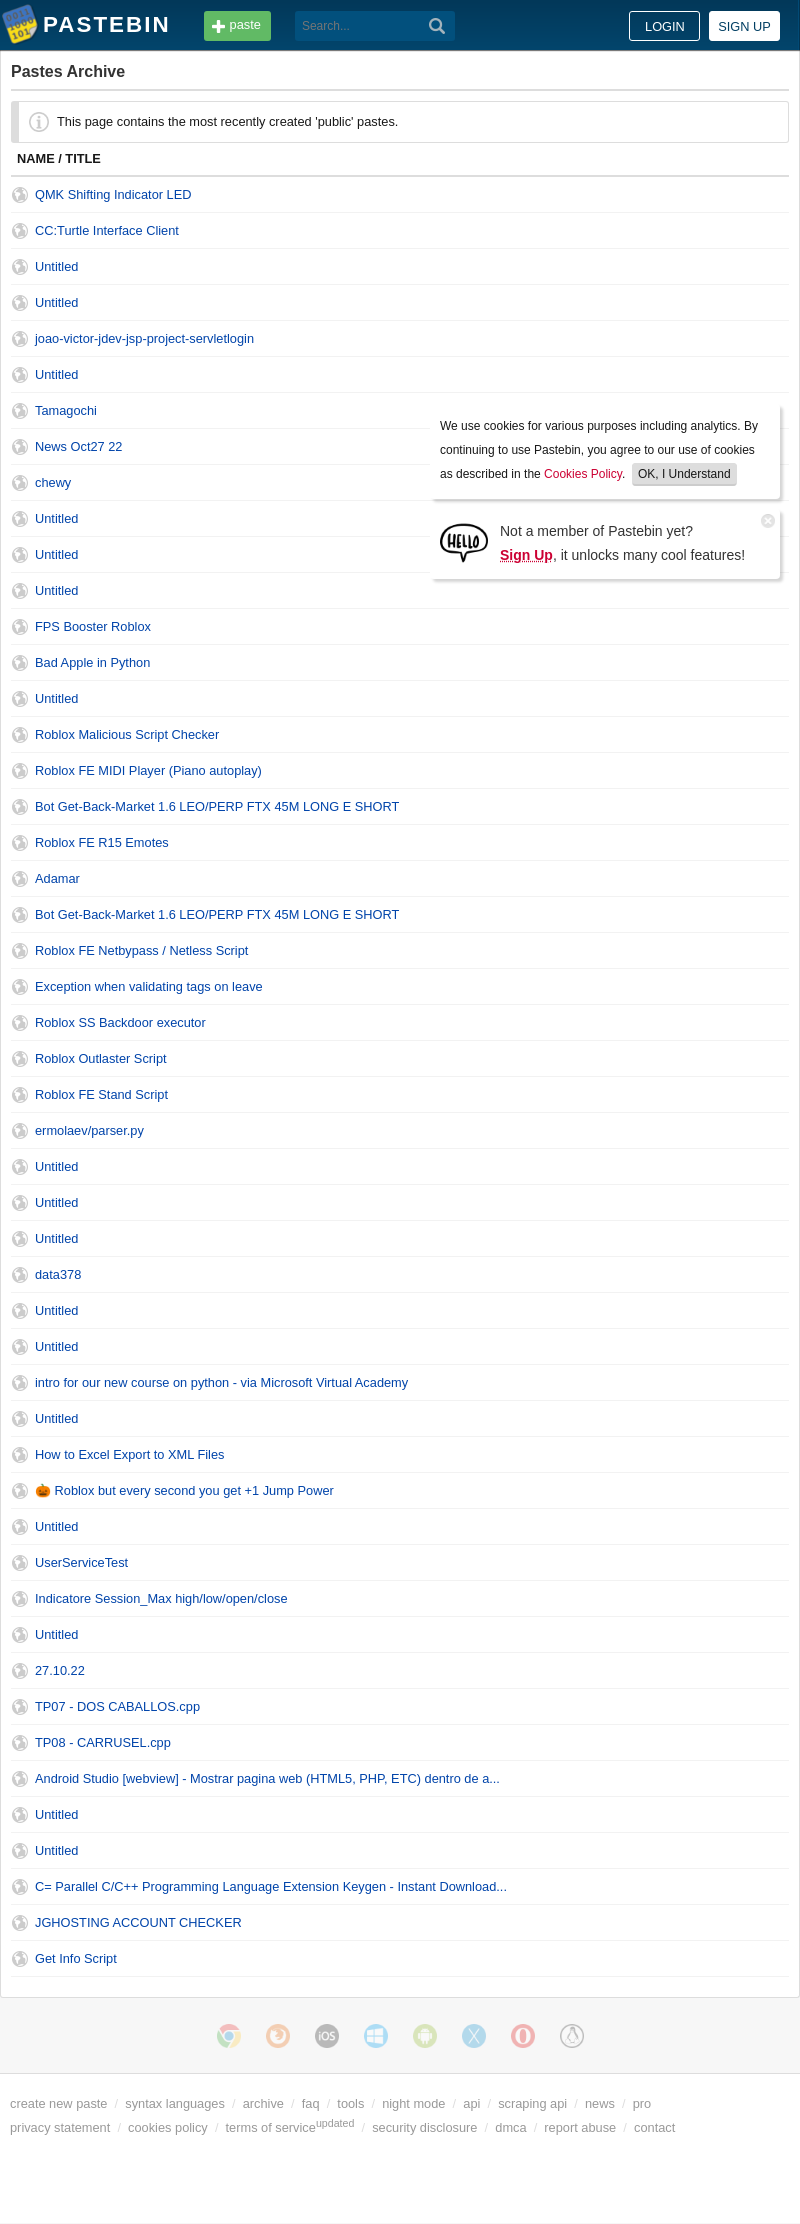 PASTEBIN paste Search... LOGIN SIGN UP
Pastes Archive
This page contains the most recently created 'public' pastes.
NAME / TITLE
QMK Shifting Indicator LED
CC:Turtle Interface Client
Untitled
Untitled
joao-victor-jdev-jsp-project-servletlogin
Untitled
Tamagochi
News Oct27 22
chewy
Untitled
Untitled
Untitled
We use cookies for various purposes including analytics. By
continuing to use Pastebin, you agree to our use of cookies
as described in the Cookies Policy. OK, I Understand
HELLO
Not a member of Pastebin yet?
Sign Up, it unlocks many cool features!
FPS Booster Roblox
Bad Apple in Python
Untitled
Roblox Malicious Script Checker
Roblox FE MIDI Player (Piano autoplay)
Bot Get-Back-Market 1.6 LEO/PERP FTX 45M LONG E SHORT
Roblox FE R15 Emotes
Adamar
Bot Get-Back-Market 1.6 LEO/PERP FTX 45M LONG E SHORT
Roblox FE Netbypass / Netless Script
Exception when validating tags on leave
Roblox SS Backdoor executor
Roblox Outlaster Script
Roblox FE Stand Script
ermolaev/parser.py
Untitled
Untitled
Untitled
data378
Untitled
Untitled
intro for our new course on python - via Microsoft Virtual Academy
Untitled
How to Excel Export to XML Files
🎃 Roblox but every second you get +1 Jump Power
Untitled
UserServiceTest
Indicatore Session_Max high/low/open/close
Untitled
27.10.22
TP07 - DOS CABALLOS.cpp
TP08 - CARRUSEL.cpp
Android Studio [webview] - Mostrar pagina web (HTML5, PHP, ETC) dentro de a...
Untitled
Untitled
C= Parallel C/C++ Programming Language Extension Keygen - Instant Download...
JGHOSTING ACCOUNT CHECKER
Get Info Script
iOS
create new paste / syntax languages / archive / faq / tools / night mode / api / scraping api / news / pro
privacy statement / cookies policy / terms of service updated / security disclosure / dmca / report abuse / contact